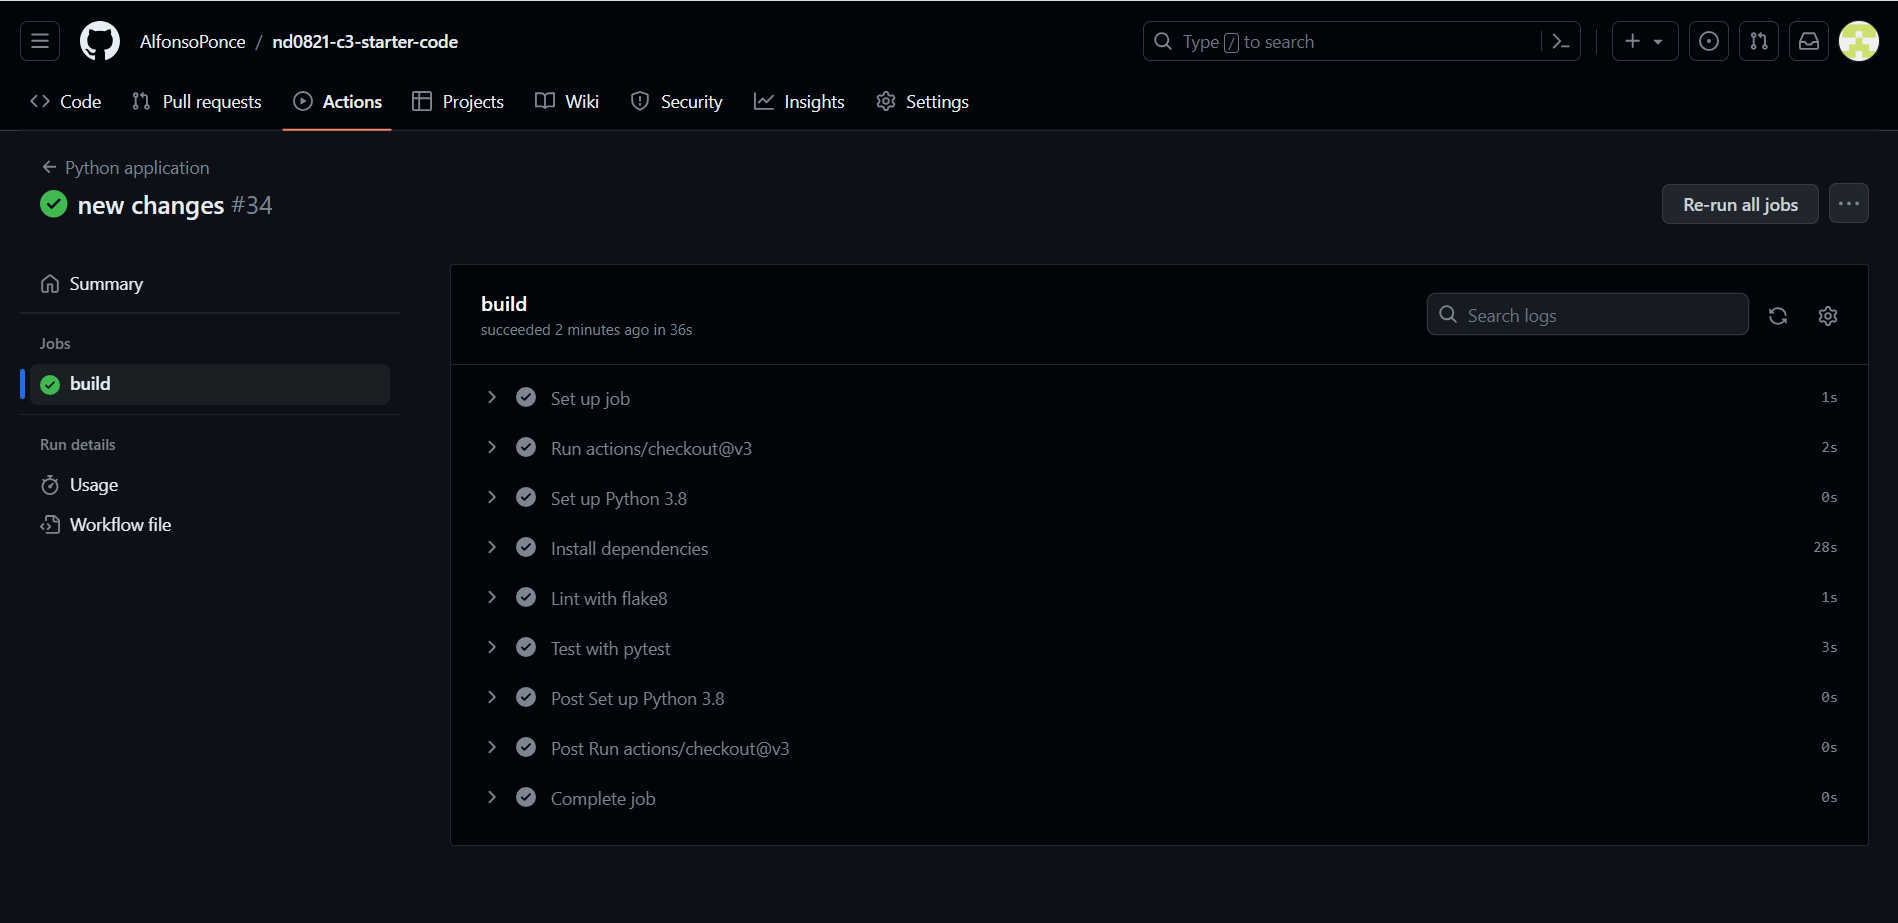 AlfonsoPonce / nd0821-c3-starter-code
Type / to search
Code Pull requests Actions Projects Wiki Security Insights Settings
Python application
new changes #34
Re-run all jobs
Summary
Jobs
build
Run details
Usage
Workflow file
build
succeeded 2 minutes ago in 36s
Search logs
Set up job 1s
Run actions/checkout@v3 2s
Set up Python 3.8 0s
Install dependencies 28s
Lint with flake8 1s
Test with pytest 3s
Post Set up Python 3.8 0s
Post Run actions/checkout@v3 0s
Complete job 0s